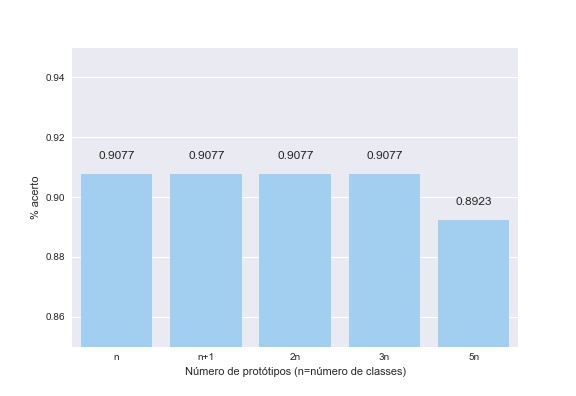 0.94
0.92
0.90
0.88
0.86
% acerto
0.9077
0.9077
0.9077
0.9077
0.8923
n
n+1
2n
3n
5n
Número de protótipos (n=número de classes)